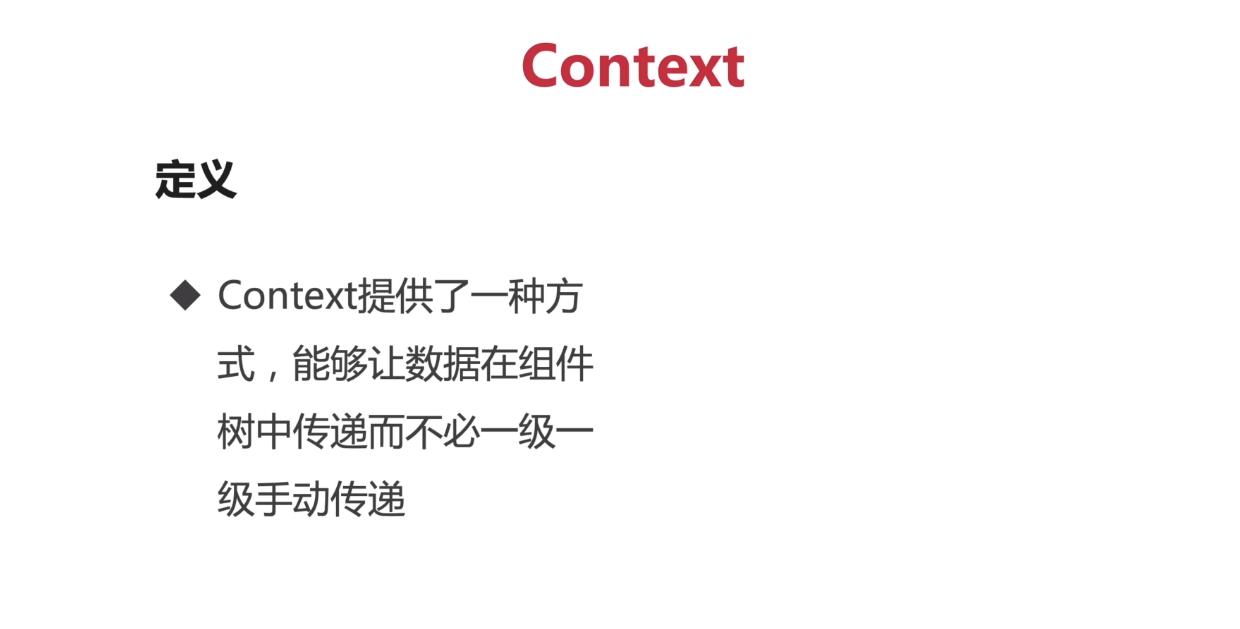 Context
定义
◆ Context提供了一种方
式，能够让数据在组件
树中传递而不必一级一
级手动传递